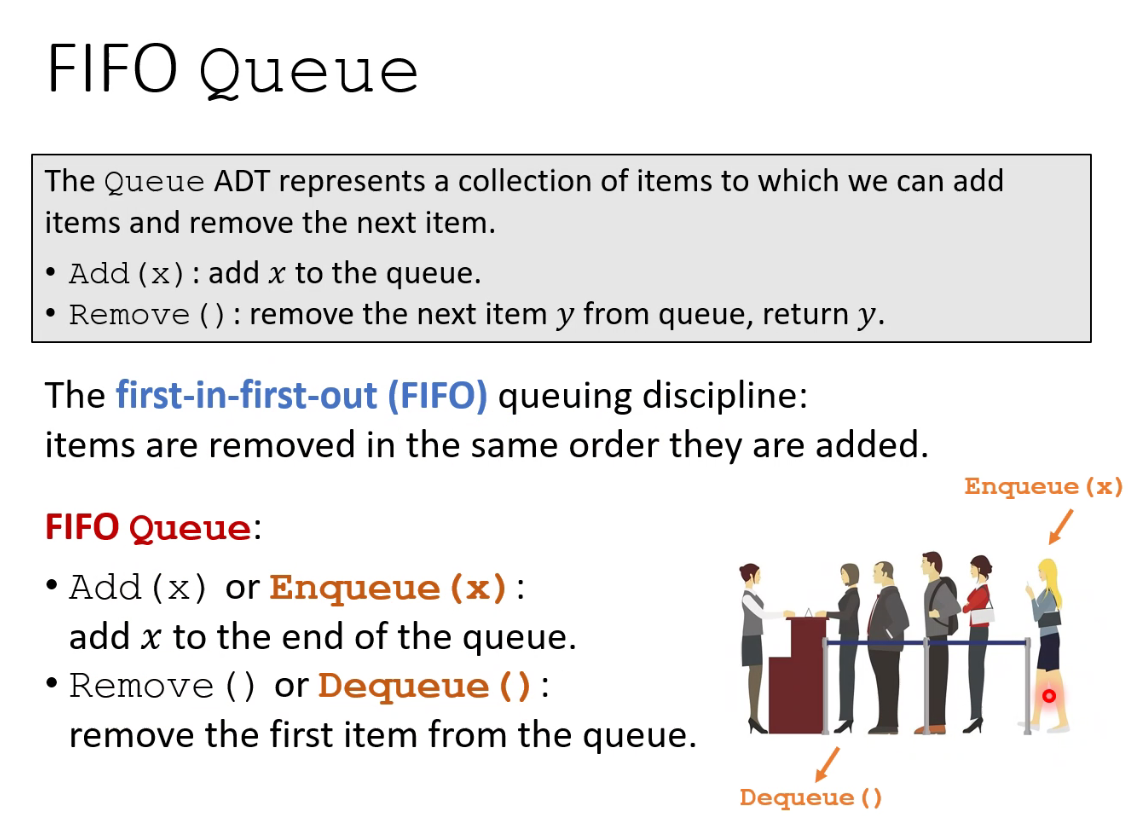 FIFO Queue
The Queue ADT represents a collection of items to which we can add
items and remove the next item.
• Add(x): add x to the queue.
• Remove(): remove the next item y from queue, return y.
The first-in-first-out (FIFO) queuing discipline:
items are removed in the same order they are added.
FIFO Queue:
• Add(x) or Enqueue(x):
add x to the end of the queue.
• Remove() or Dequeue():
remove the first item from the queue.
Enqueue(x)
Dequeue()